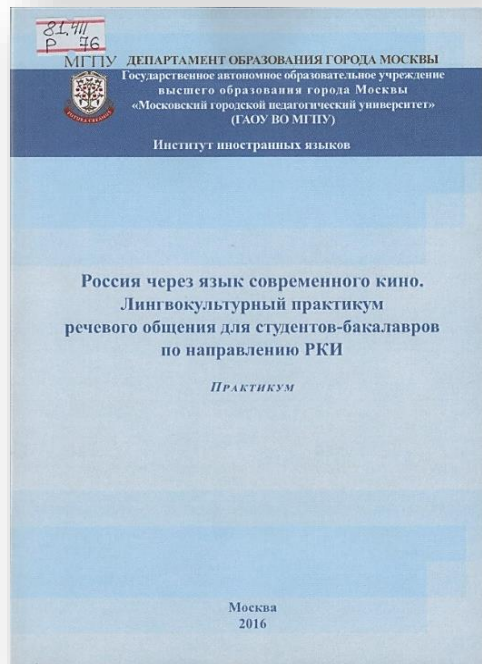 81.411
Р 76
МГПУ ДЕПАРТАМЕНТ ОБРАЗОВАНИЯ ГОРОДА МОСКВЫ
Государственное автономное образовательное учреждение
высшего образования города Москвы
«Московский городской педагогический университет»
(ГАОУ ВО МГПУ)
Институт иностранных языков
Россия через язык современного кино.
Лингвокультурный практикум
речевого общения для студентов-бакалавров
по направлению РКИ
ПРАКТИКУМ
Москва
2016